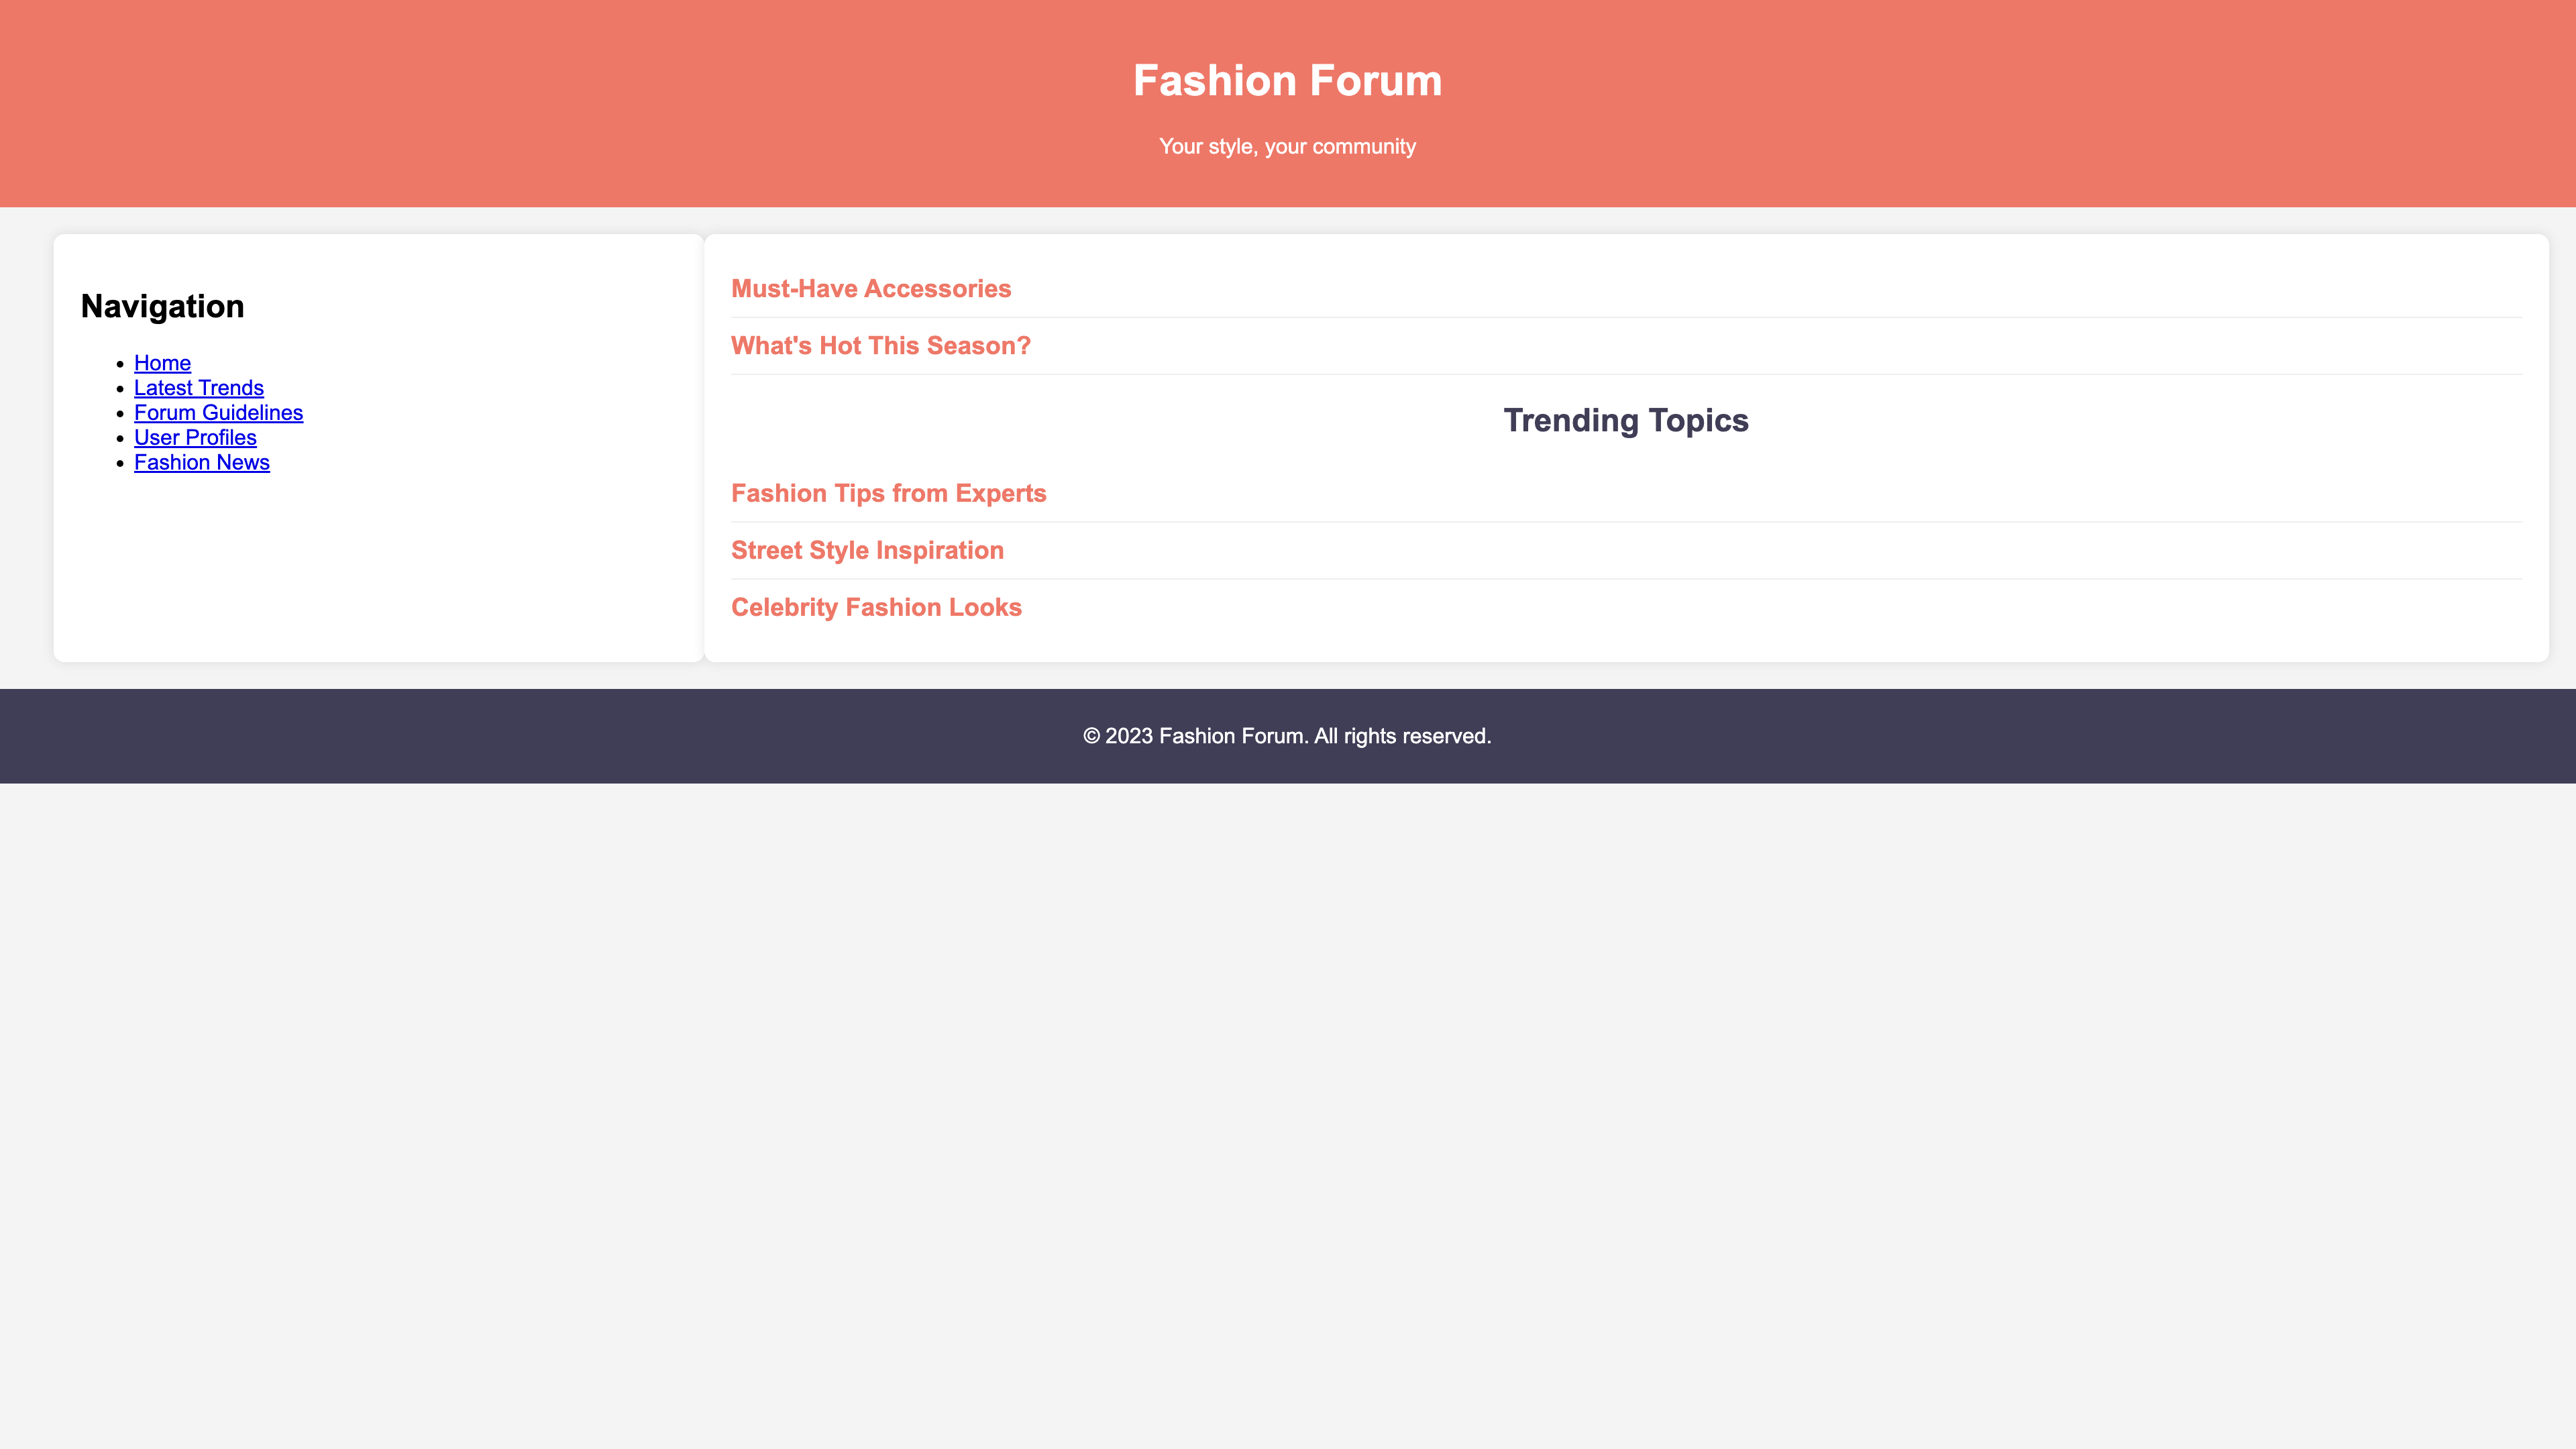 Fashion Forum
Your style, your community
Navigation
Home
Latest Trends
Forum Guidelines
User Profiles
Fashion News
Must-Have Accessories
What's Hot This Season?
Trending Topics
Fashion Tips from Experts
Street Style Inspiration
Celebrity Fashion Looks
© 2023 Fashion Forum. All rights reserved.